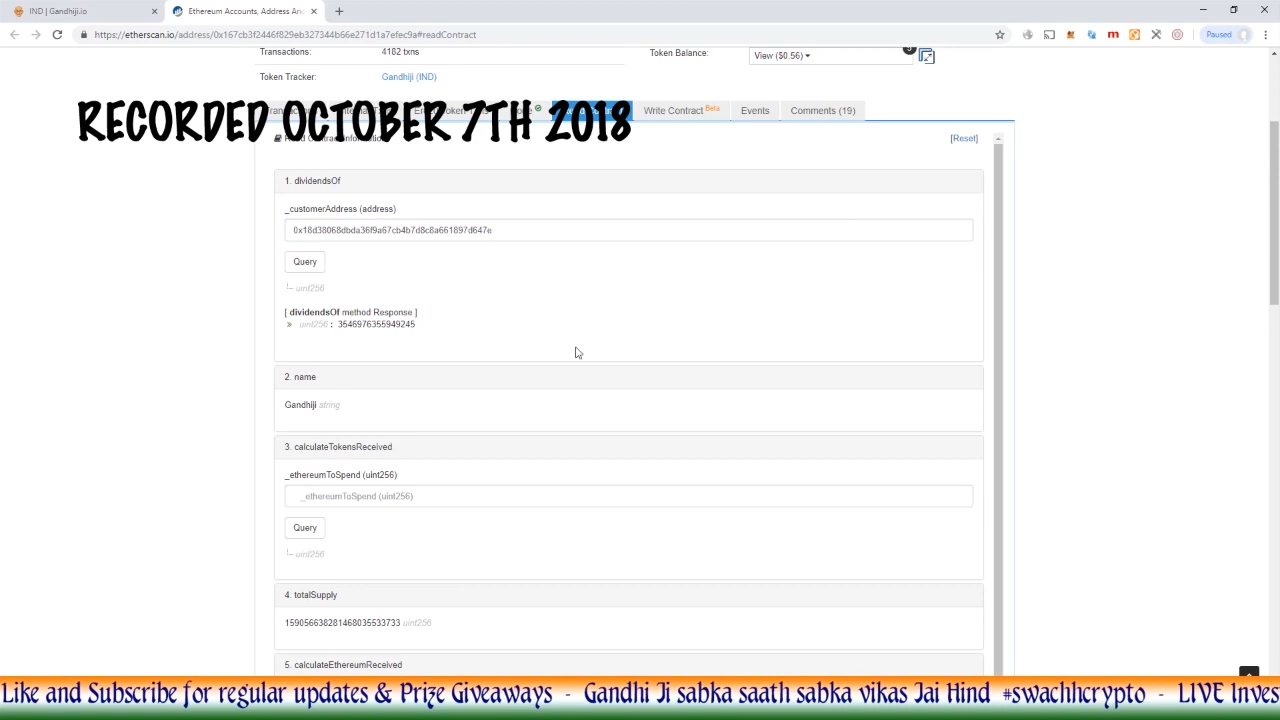 IND | Gandhiji.io
Ethereum Accounts, Address And
https://etherscan.io/address/0x167cb3f2446f829eb327344b66e271d1a7efec9a#readContract
Paused
Transactions: 4182 txns
Token Balance: View ($0.56)
Token Tracker: Gandhiji (IND)
RECORDED OCTOBER 7TH 2018
Write Contract Beta
Events
Comments (19)
[Reset]
1. dividendsOf
_customerAddress (address)
0x18d38068dbda36f9a67cb4b7d8c8a661897d647e
Query
uint256
[ dividendsOf method Response ]
» uint256 : 3546976355949245
2. name
Gandhiji string
3. calculateTokensReceived
_ethereumToSpend (uint256)
_ethereumToSpend (uint256)
Query
uint256
4. totalSupply
159056638281468035533733 uint256
5. calculateEthereumReceived
Like and Subscribe for regular updates & Prize Giveaways - Gandhi Ji sabka saath sabka vikas Jai Hind #swachhcrypto - LIVE Inves